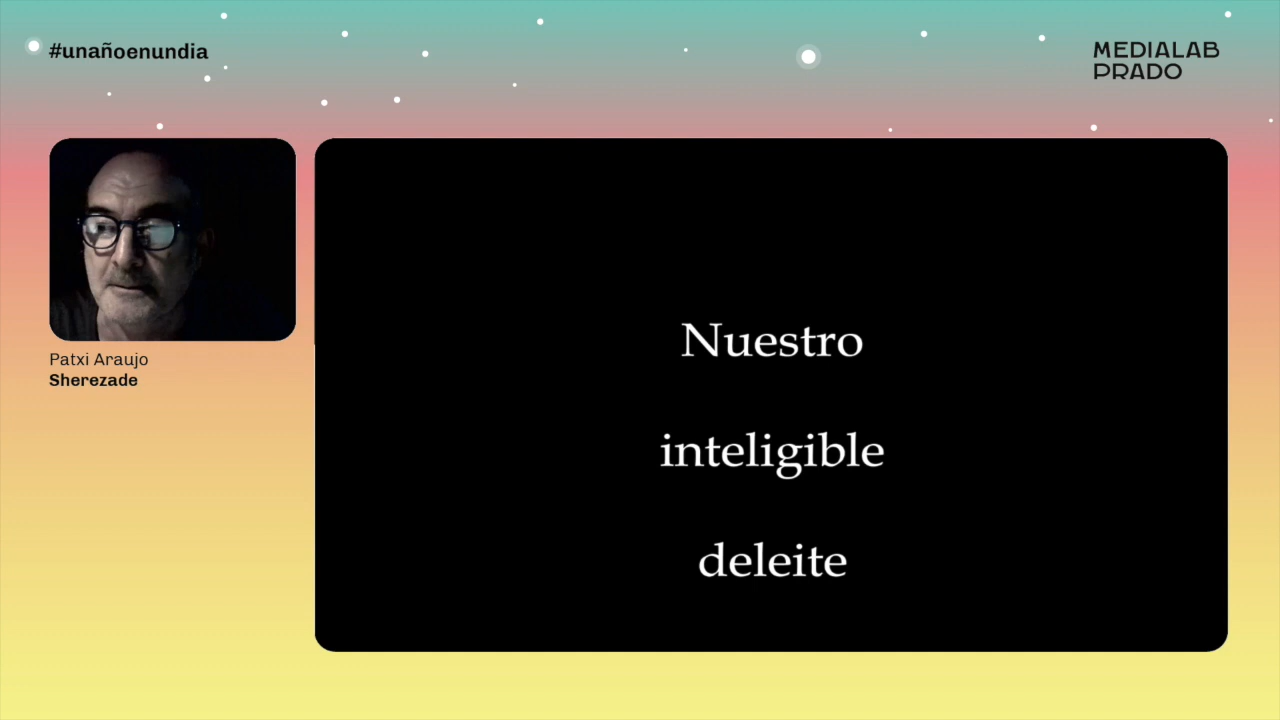 #unañoenundia
MEDIALAB
PRADO
Patxi Araujo
Sherezade
Nuestro
inteligible
deleite